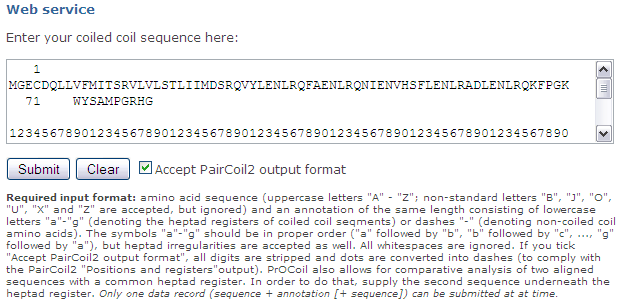 Web service
Enter your coiled coil sequence here:
1
MGECDQLLVFMITSRVLVLSTLIIMDSRQVYLENLRQFAENLRQNIENVHSFLENLRADLENLRQKFPGK
71 WYSAMPGRHG
1234567890123456789012345678901234567890123456789012345678901234567890
Submit Clear Accept PairCoil2 output format
Required input format: amino acid sequence (uppercase letters "A" - "Z"; non-standard letters "B", "J", "O",
"U", "X" and "Z" are accepted, but ignored) and an annotation of the same length consisting of lowercase
letters "a"-"g" (denoting the heptad registers of coiled coil segments) or dashes "-" (denoting non-coiled coil
amino acids). The symbols "a"-"g" should be in proper order ("a" followed by "b", "b" followed by "c", ..., "g"
followed by "a"), but heptad irregularities are accepted as well. All whitespaces are ignored. If you tick
"Accept PairCoil2 output format", all digits are stripped and dots are converted into dashes (to comply with
the PairCoil2 "Positions and registers"output). PrOCoil also allows for comparative analysis of two aligned
sequences with a common heptad register. In order to do that, supply the second sequence underneath the
heptad register. Only one data record (sequence + annotation [+ sequence]) can be submitted at at time.